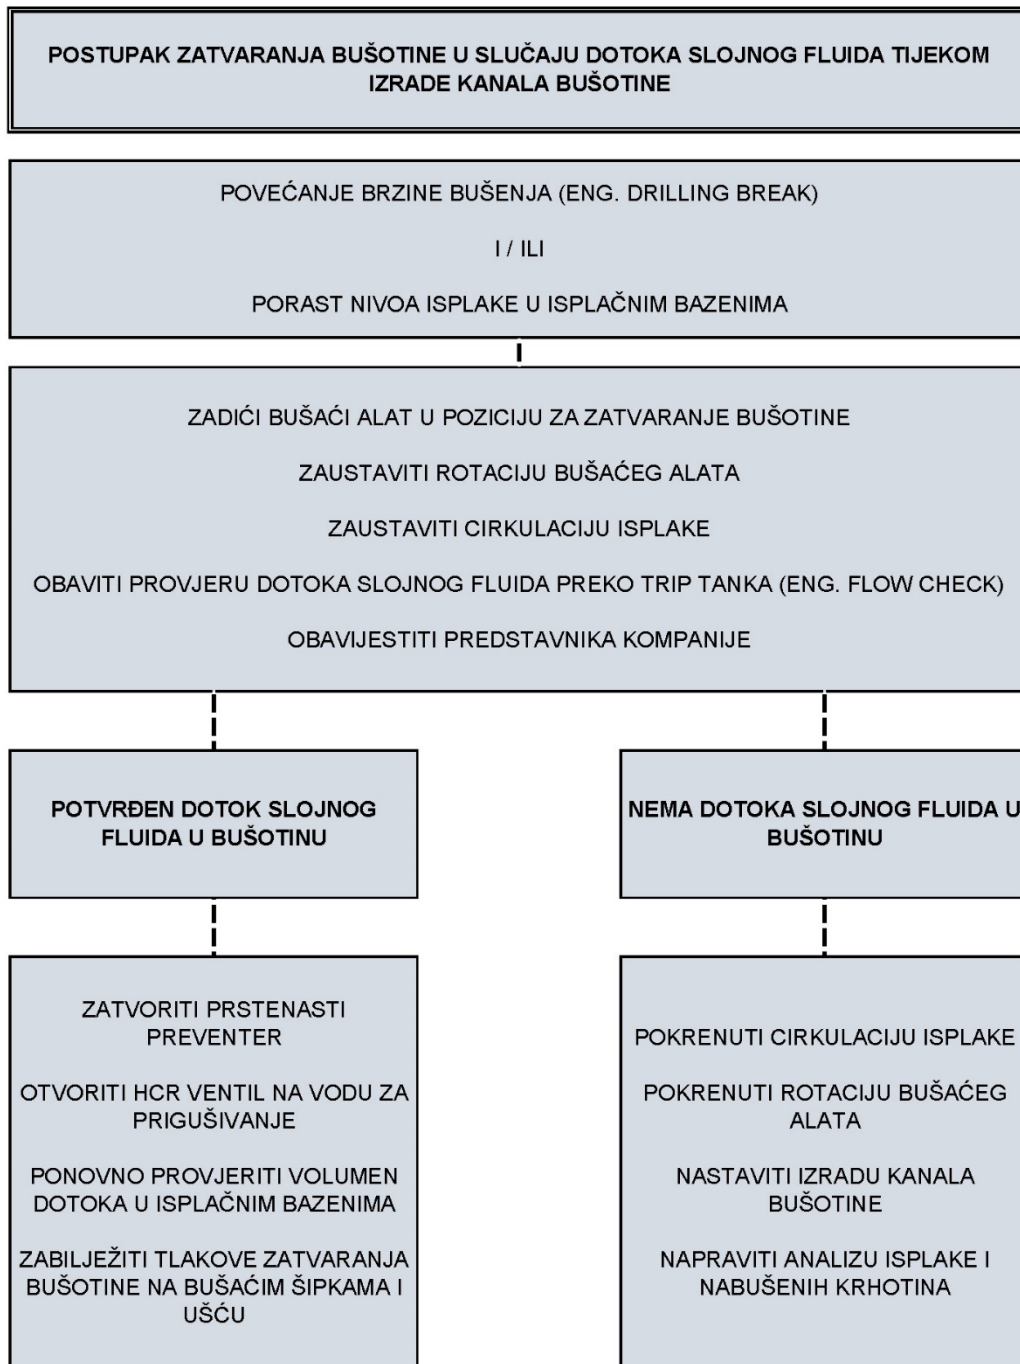 POSTUPAK ZATVARANJA BUŠOTINE U SLUČAJU DOTOKA SLOJNOG FLUIDA TIJEKOM
IZRADE KANALA BUŠOTINE
POVEĆANJE BRZINE BUŠENJA (ENG. DRILLING BREAK)
I / ILI
PORAST NIVOA ISPLAKE U ISPLAČNIM BAZENIMA
ZADIĆI BUŠAĆI ALAT U POZICIJU ZA ZATVARANJE BUŠOTINE
ZAUSTAVITI ROTACIJU BUŠAĆEG ALATA
ZAUSTAVITI CIRKULACIJU ISPLAKE
OBAVITI PROVJERU DOTOKA SLOJNOG FLUIDA PREKO TRIP TANKA (ENG. FLOW CHECK)
OBAVIJESTITI PREDSTAVNIKA KOMPANIJE
POTVRĐEN DOTOK SLOJNOG
FLUIDA U BUŠOTINU
NEMA DOTOKA SLOJNOG FLUIDA U
BUŠOTINU
ZATVORITI PRSTENASTI
PREVENTER
OTVORITI HCR VENTIL NA VODU ZA
PRIGUŠIVANJE
PONOVNO PROVJERITI VOLUMEN
DOTOKA U ISPLAČNIM BAZENIMA
ZABILJEŽITI TLAKOVE ZATVARANJA
BUŠOTINE NA BUŠAĆIM ŠIPKAMA I
UŠĆU
POKRENUTI CIRKULACIJU ISPLAKE
POKRENUTI ROTACIJU BUŠAĆEG
ALATA
NASTAVITI IZRADU KANALA
BUŠOTINE
NAPRAVITI ANALIZU ISPLAKE I
NABUŠENIH KRHOTINA